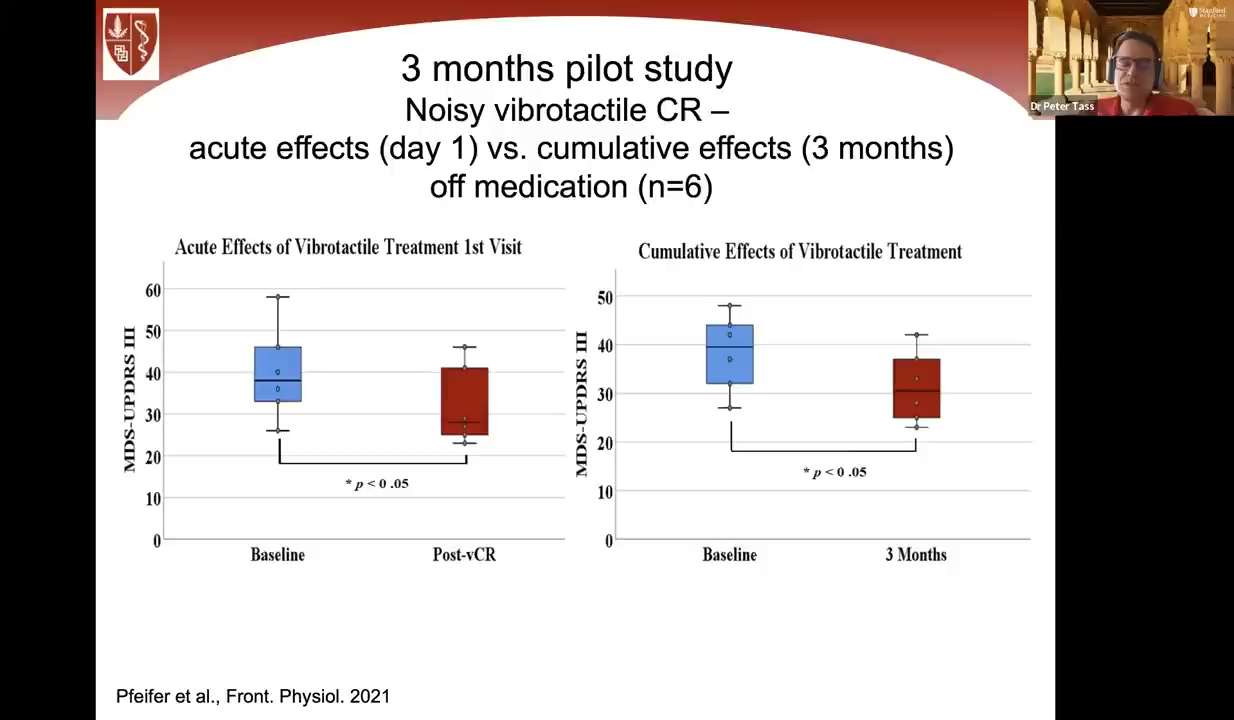 Stanford
MEDICINE
Dr Peter Tass
3 months pilot study
Noisy vibrotactile CR –
acute effects (day 1) vs. cumulative effects (3 months)
off medication (n=6)
Acute Effects of Vibrotactile Treatment 1st Visit
MDS-UPDRS III
60
50
40
30
20
10
0
* p < 0 .05
Baseline
Post-vCR
Cumulative Effects of Vibrotactile Treatment
MDS-UPDRS III
50
40
30
20
10
0
* p < 0 .05
Baseline
3 Months
Pfeifer et al., Front. Physiol. 2021